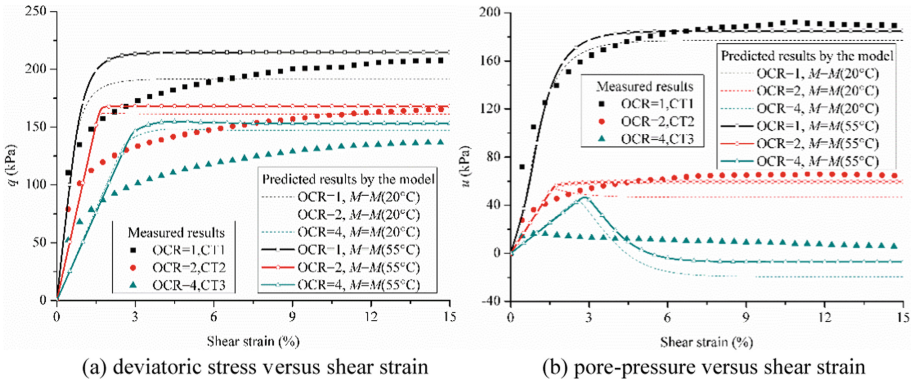 q (kPa)
250
200
150
100
50
0
0
3
6
9
12
15
Shear strain (%)
Measured results
OCR=1,CT1
OCR−2,CT2
OCR−4,CT3
Predicted results by the model
OCR−1, M−M(20°C)
OCR−2, M−M(20°C)
OCR=4, M−M(20°C)
OCR−1, M−M(55°C)
OCR−2, M−M(55°C)
OCR=4, M=M(55°C)
(a) deviatoric stress versus shear strain
u (kPa)
200
160
120
80
40
0
-40
0
3
6
9
12
15
Shear strain (%)
Measured results
OCR=1,CT1
OCR−2,CT2
OCR=4,CT3
Predicted results by the model
OCR−1, M−M(20°C)
OCR=2, M−M(20°C)
OCR−4, M−M(20°C)
OCR=1, M=M(55°C)
OCR=2, M=M(55°C)
OCR−4, M=M(55°C)
(b) pore-pressure versus shear strain